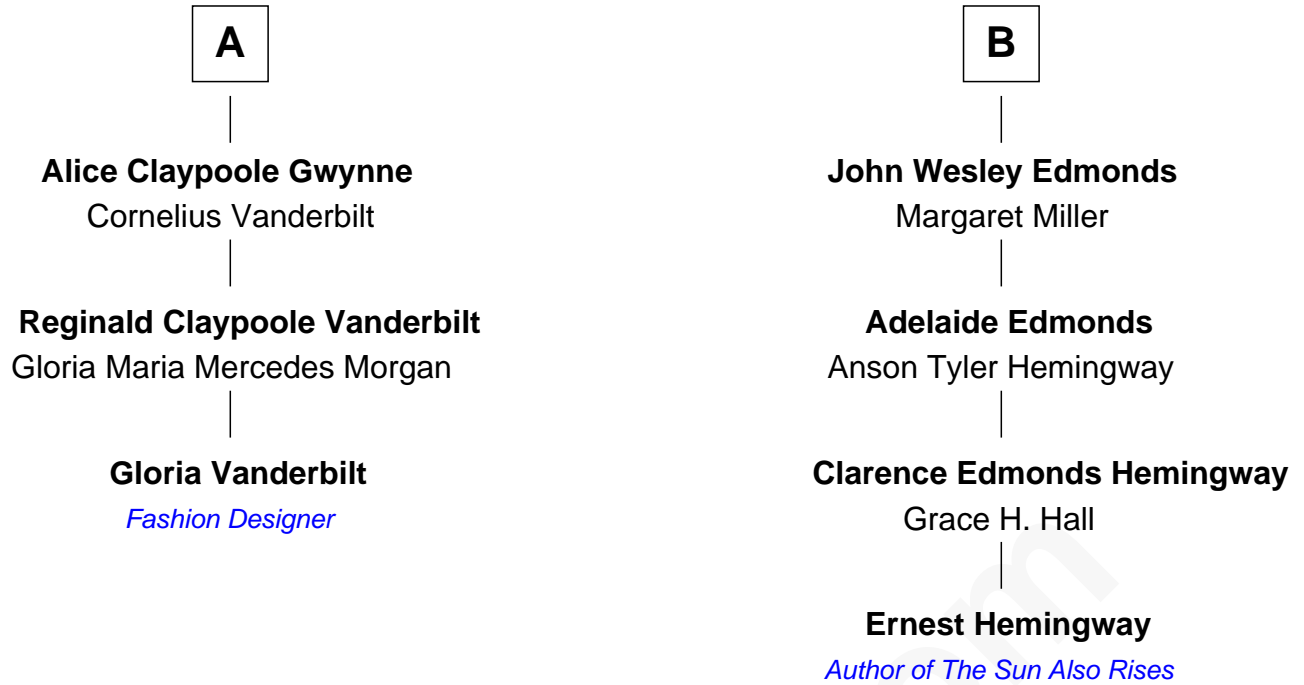 A
Alice Claypoole Gwynne
Cornelius Vanderbilt
Reginald Claypoole Vanderbilt
Gloria Maria Mercedes Morgan
Gloria Vanderbilt
Fashion Designer
B
John Wesley Edmonds
Margaret Miller
Adelaide Edmonds
Anson Tyler Hemingway
Clarence Edmonds Hemingway
Grace H. Hall
Ernest Hemingway
Author of The Sun Also Rises